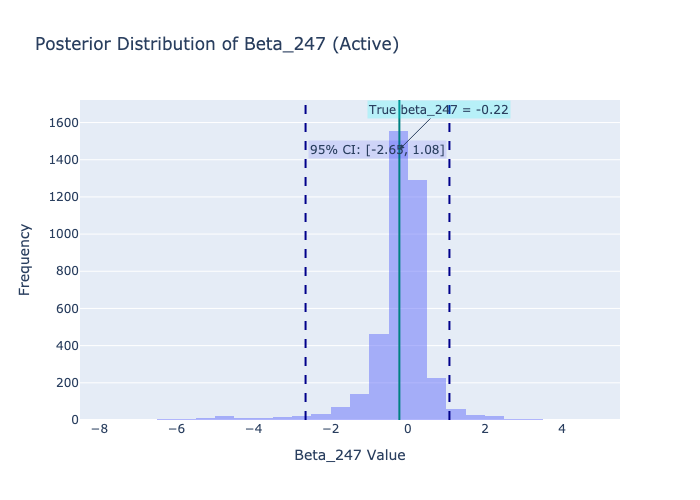 Posterior Distribution of Beta_247 (Active)
True beta_247 = -0.22
95% CI: [-2.65, 1.08]
1600
1400
1200
1000
800
600
400
200
0
Frequency
−8 −6 −4 −2 0 2 4
Beta_247 Value